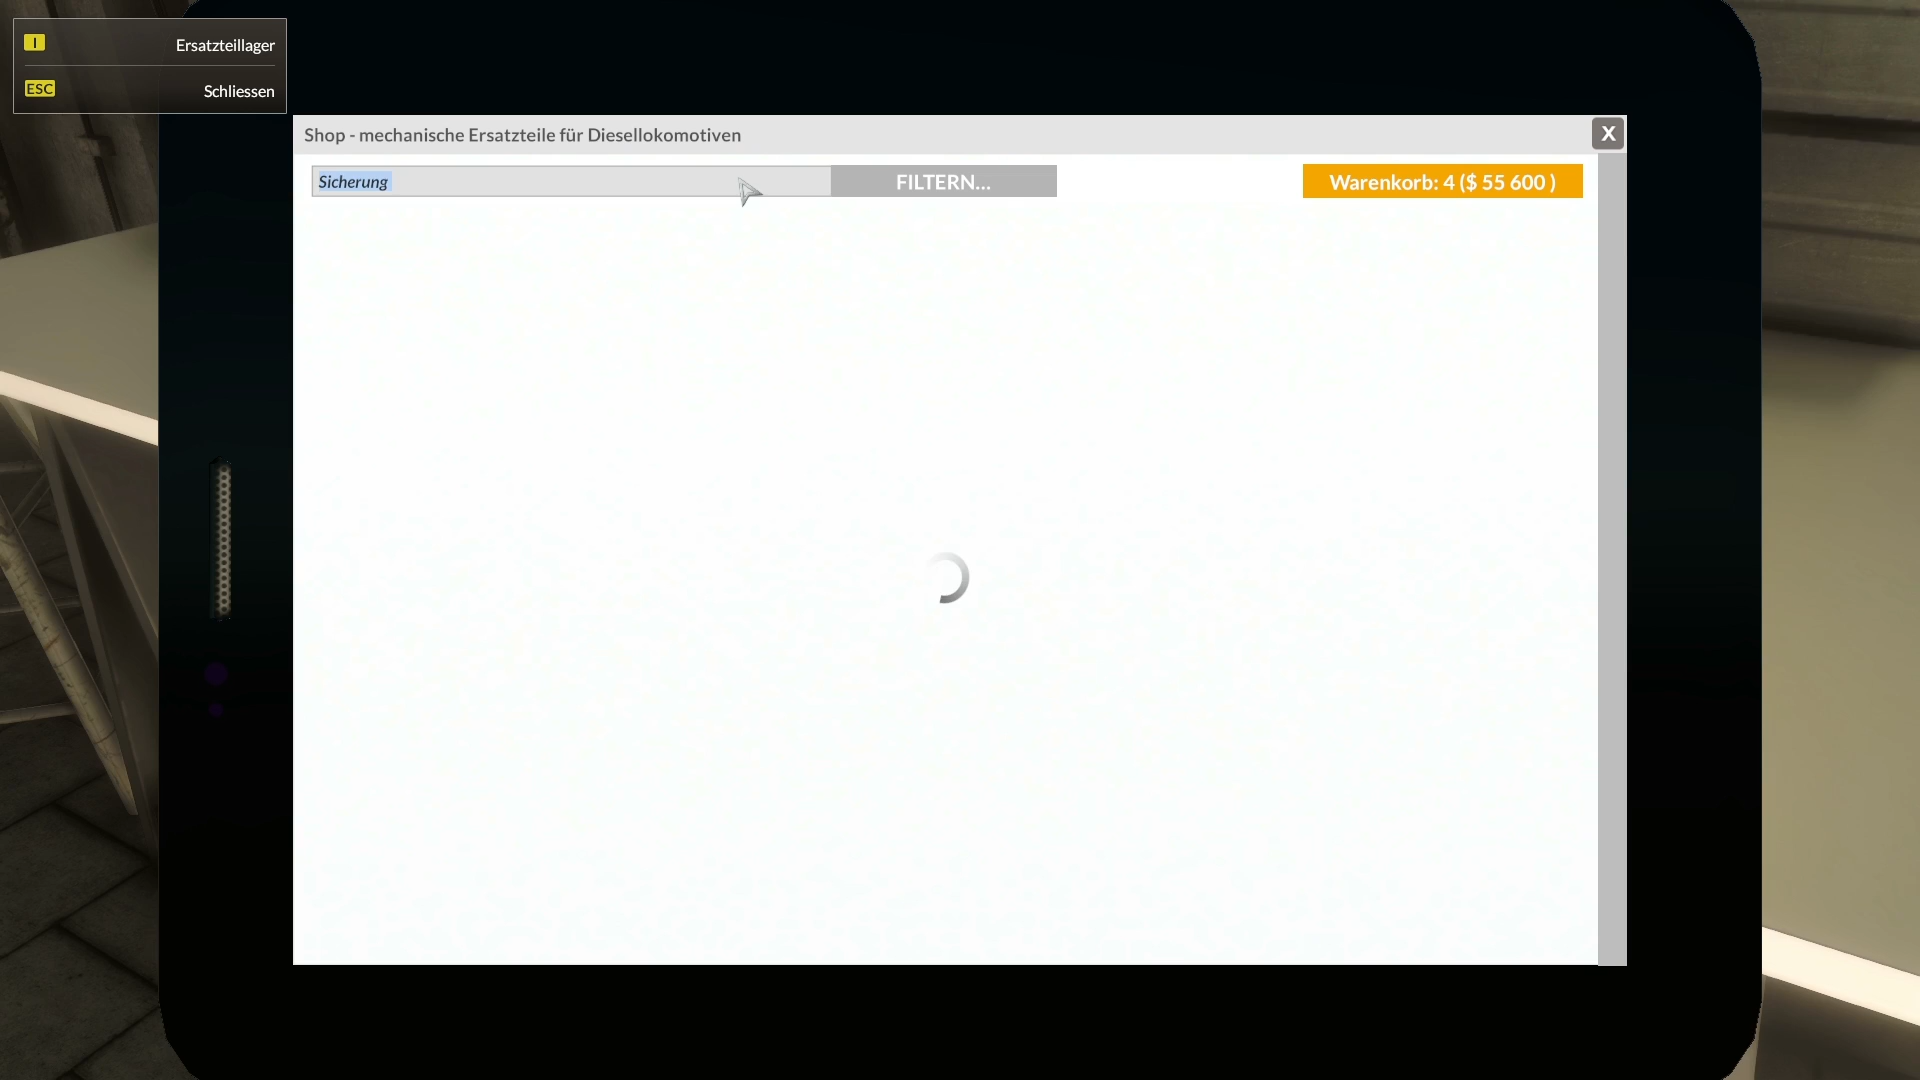 I
Ersatzteillager
ESC
Schliessen
Shop - mechanische Ersatzteile für Diesellokomotiven
X
Sicherung
FILTERN...
Warenkorb: 4 ($ 55 600 )